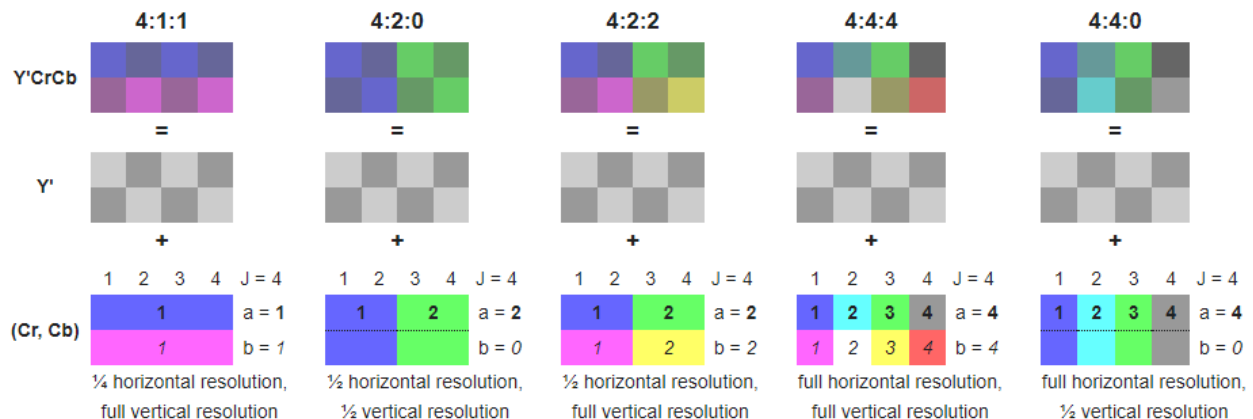 4:1:1 4:2:0 4:2:2 4:4:4 4:4:0
Y'CrCb
= = = = =
Y'
+ + + + +
1 2 3 4 J = 4 1 2 3 4 J = 4 1 2 3 4 J = 4 1 2 3 4 J = 4 1 2 3 4 J = 4
1 a = 1 1 2 a = 2 1 2 a = 2 1 2 3 4 a = 4 1 2 3 4 a = 4
(Cr, Cb)
1 b = 1 b = 0 1 2 b = 2 1 2 3 4 b = 4 b = 0
¼ horizontal resolution, ½ horizontal resolution, ½ horizontal resolution, full horizontal resolution, full horizontal resolution,
full vertical resolution ½ vertical resolution full vertical resolution full vertical resolution ½ vertical resolution